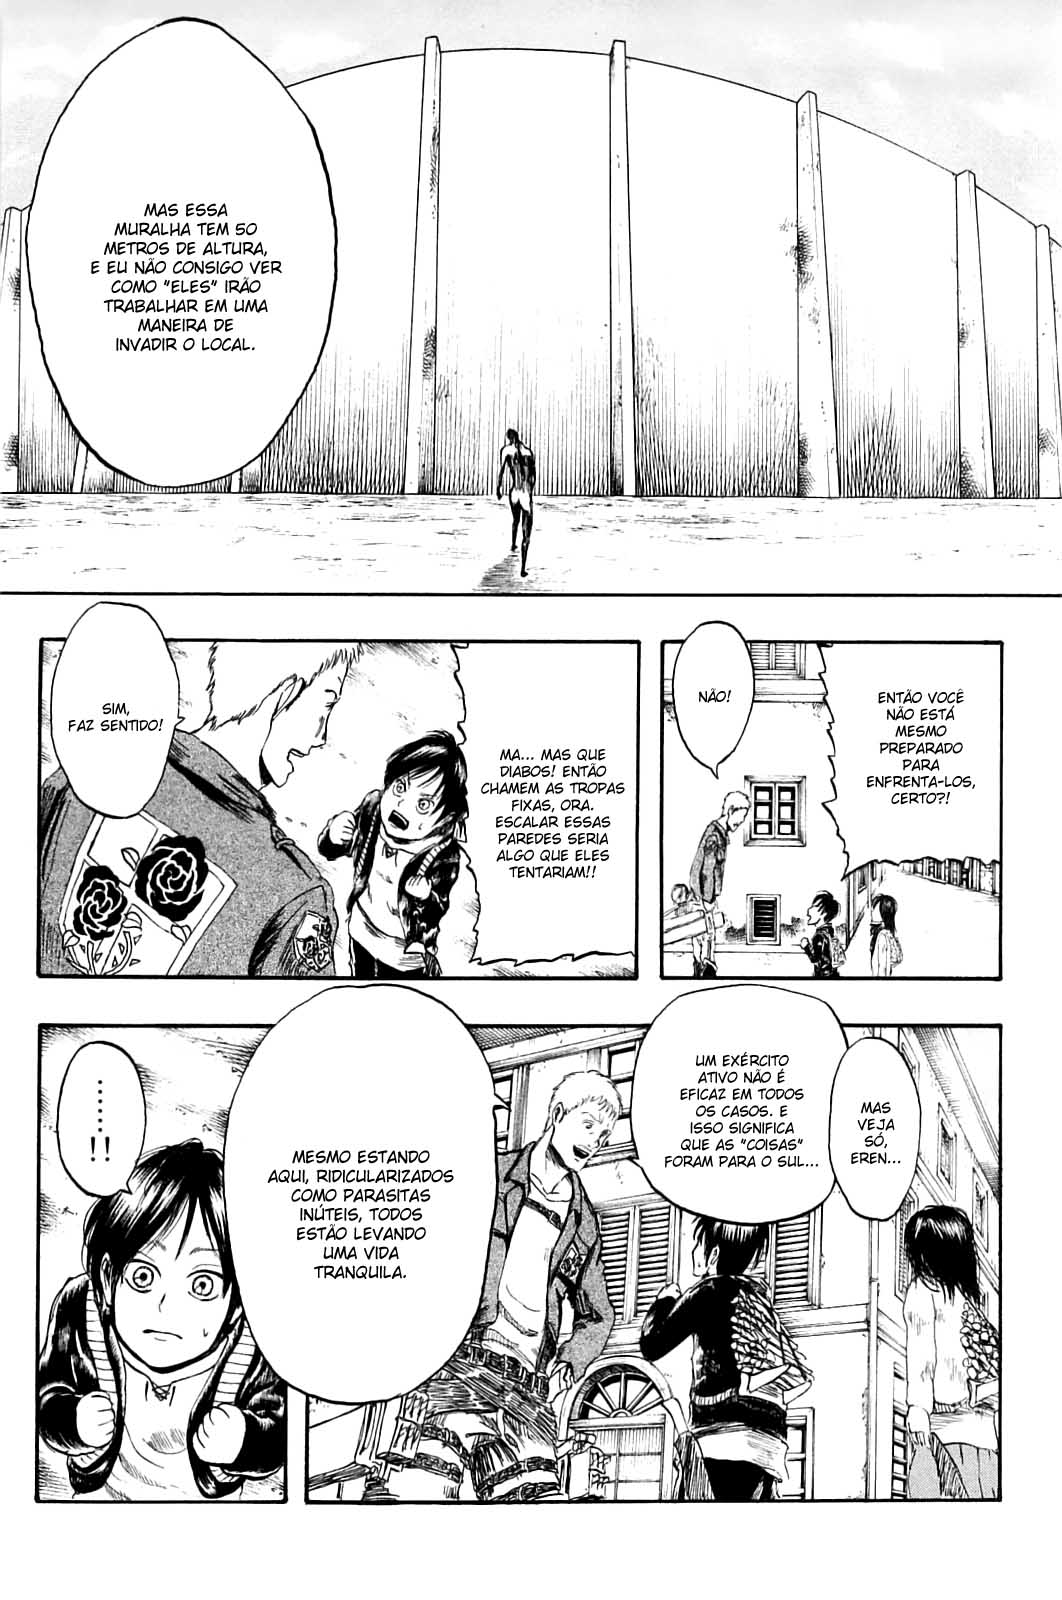 MAS ESSA
MURALHA TEM 50
METROS DE ALTURA,
E EU NÃO CONSIGO VER
COMO "ELES" IRÃO
TRABALHAR EM UMA
MANEIRA DE
INVADIR O LOCAL.
ENTÃO VOCÊ
NÃO ESTÁ
MESMO
PREPARADO
PARA
ENFRENTA-LOS,
CERTO?!
NÃO!
MA... MAS QUE
DIABOS! ENTÃO
CHAMEM AS TROPAS
FIXAS, ORA.
ESCALAR ESSAS
PAREDES SERIA
ALGO QUE ELES
TENTARIAM!!
SIM,
FAZ SENTIDO!
MAS
VEJA
SÓ,
EREN...
UM EXÉRCITO
ATIVO NÃO É
EFICAZ EM TODOS
OS CASOS. E
ISSO SIGNIFICA
QUE AS "COISAS"
FORAM PARA O SUL...
MESMO ESTANDO
AQUI, RIDICULARIZADOS
COMO PARASITAS
INÚTEIS, TODOS
ESTÃO LEVANDO
UMA VIDA
TRANQUILA.
......!!